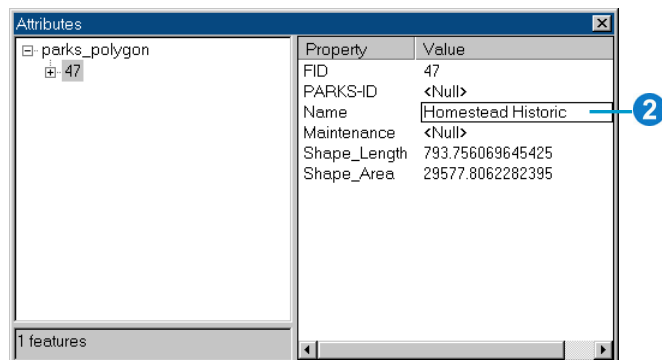 Attributes
parks_polygon
47
Property Value
FID 47
PARKS-ID <Null>
Name Homestead Historic
2
Maintenance <Null>
Shape_Length 793.756069645425
Shape_Area 29577.8062282395
1 features